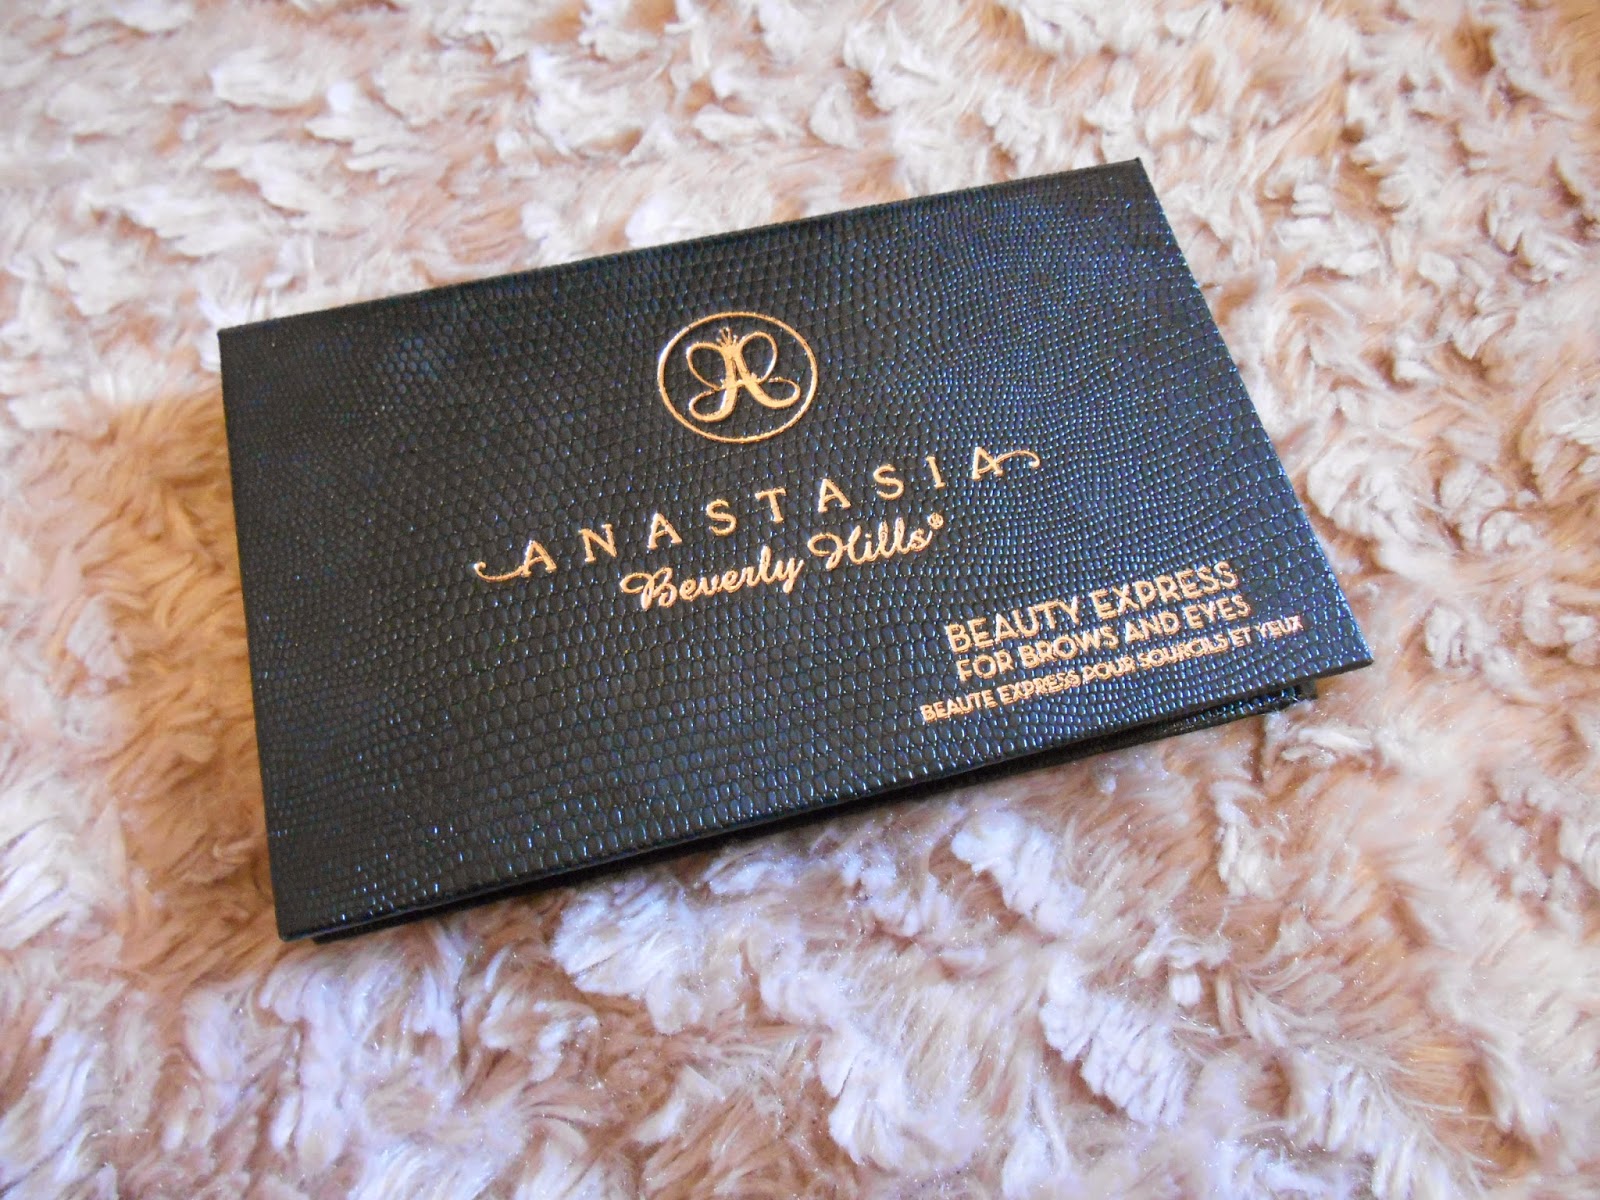 A
ANASTASIA
Beverly Hills®
BEAUTY EXPRESS
FOR BROWS AND EYES
BEAUTE EXPRESS POUR SOURCILS ET YEUX